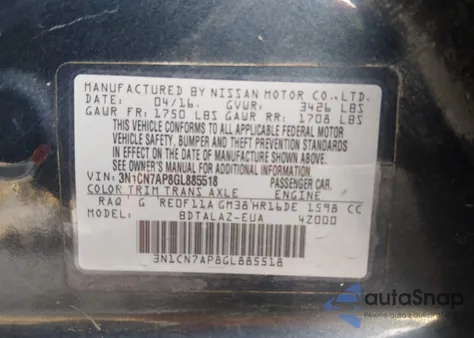 MANUFACTURED BY NISSAN MOTOR CO., LTD.
DATE: 04/16. GVWR: 3426 LBS
GAWR FR: 1750 LBS GAWR RR: 1708 LBS
THIS VEHICLE CONFORMS TO ALL APPLICABLE FEDERAL MOTOR
VEHICLE SAFETY, BUMPER AND THEFT PREVENTION STANDARDS
IN EFFECT ON THE DATE OF MANUFACTURE SHOWN ABOVE.
SEE OWNER'S MANUAL FOR ADDITIONAL INFORMATION.
VIN: 3N1CN7AP8GL885518 PASSENGER CAR.
COLOR TRIM TRANS AXLE ENGINE
RAQ G RE0F11A GM38 HR16DE 1598 CC
MODEL: BDTALAZ-EUA 4Z000
3N1CN7AP8GL885518
autoSnap
Pewne auto z